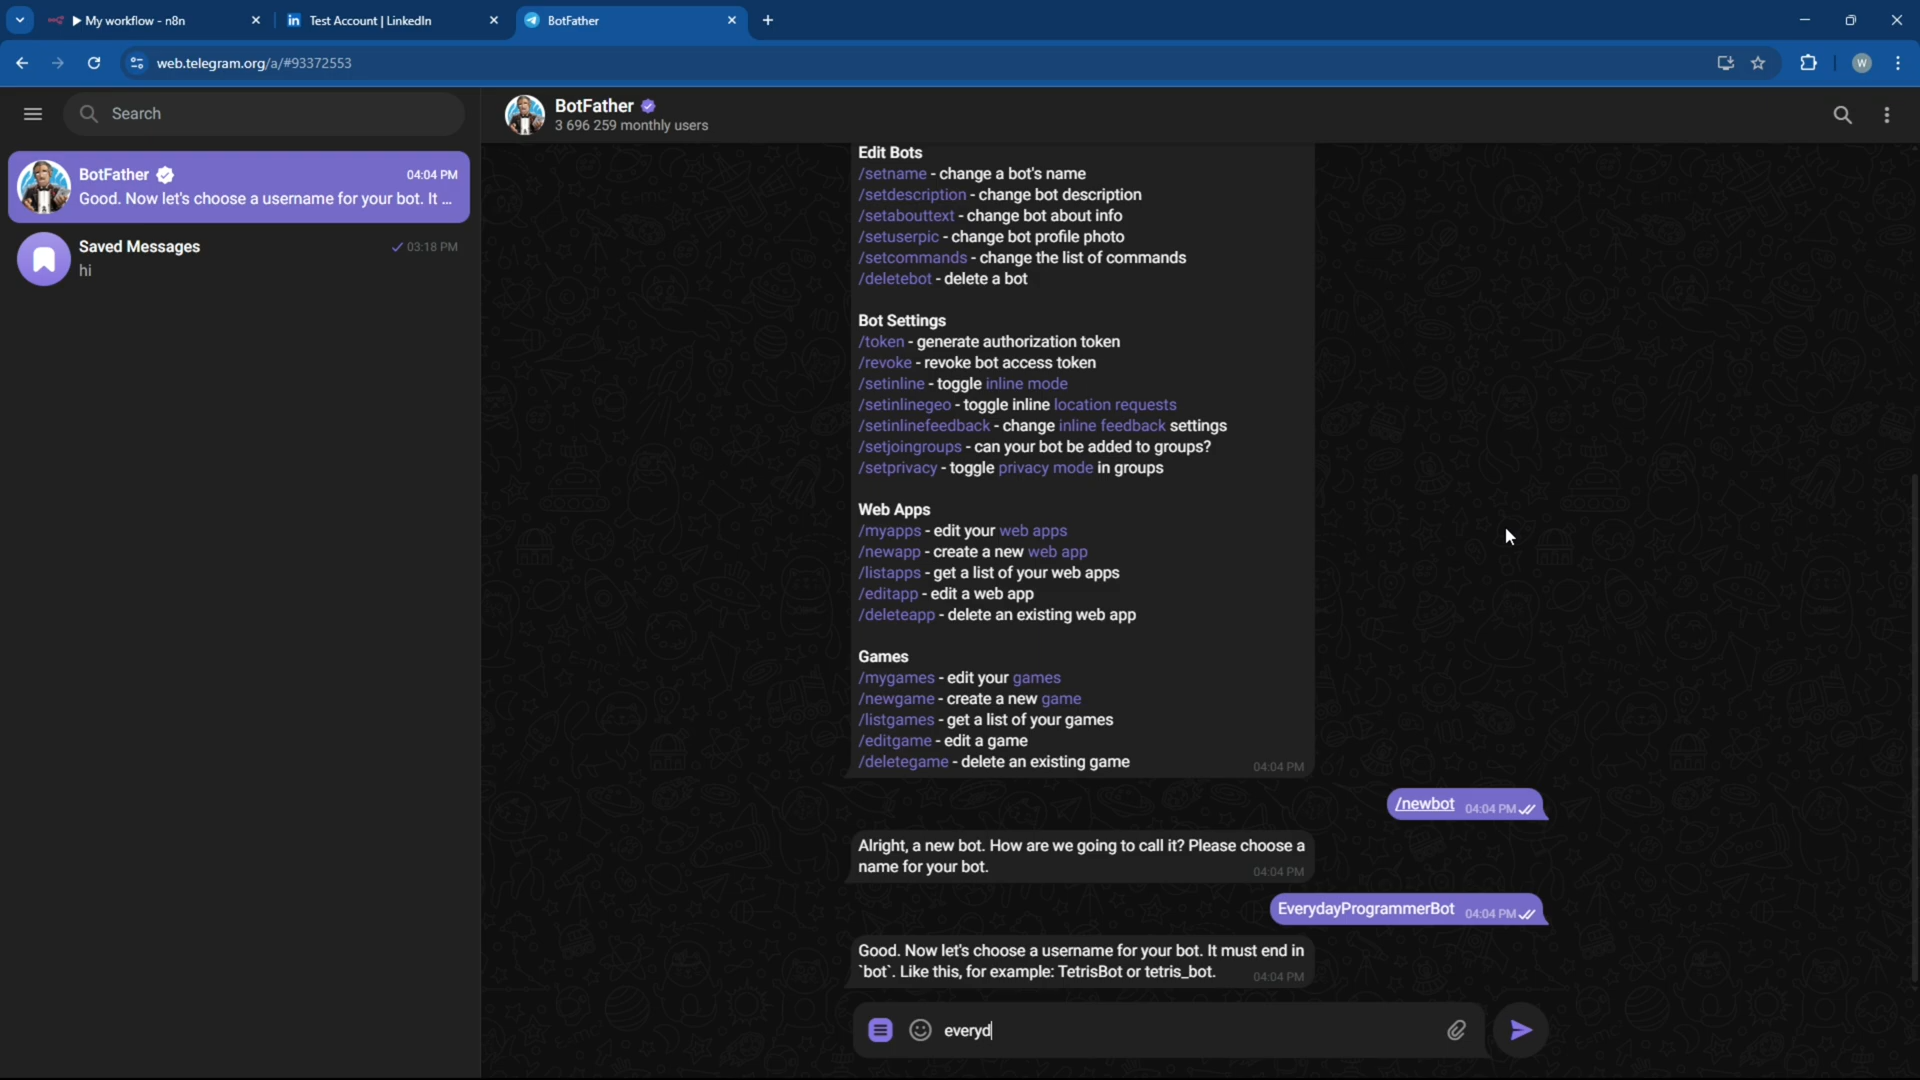 My workflow - n8n
Test Account | LinkedIn
BotFather
web.telegram.org/a/#93372553
W
Search
BotFather
3 696 259 monthly users
BotFather 04:04 PM
Good. Now let's choose a username for your bot. It ...
Saved Messages 03:18 PM
hi
Edit Bots
/setname - change a bot's name
/setdescription - change bot description
/setabouttext - change bot about info
/setuserpic - change bot profile photo
/setcommands - change the list of commands
/deletebot - delete a bot
Bot Settings
/token - generate authorization token
/revoke - revoke bot access token
/setinline - toggle inline mode
/setinlinegeo - toggle inline location requests
/setinlinefeedback - change inline feedback settings
/setjoingroups - can your bot be added to groups?
/setprivacy - toggle privacy mode in groups
Web Apps
/myapps - edit your web apps
/newapp - create a new web app
/listapps - get a list of your web apps
/editapp - edit a web app
/deleteapp - delete an existing web app
Games
/mygames - edit your games
/newgame - create a new game
/listgames - get a list of your games
/editgame - edit a game
/deletegame - delete an existing game
04:04 PM
/newbot 04:04 PM
Alright, a new bot. How are we going to call it? Please choose a
name for your bot. 04:04 PM
EverydayProgrammerBot 04:04 PM
Good. Now let's choose a username for your bot. It must end in
`bot`. Like this, for example: TetrisBot or tetris_bot. 04:04 PM
everyd